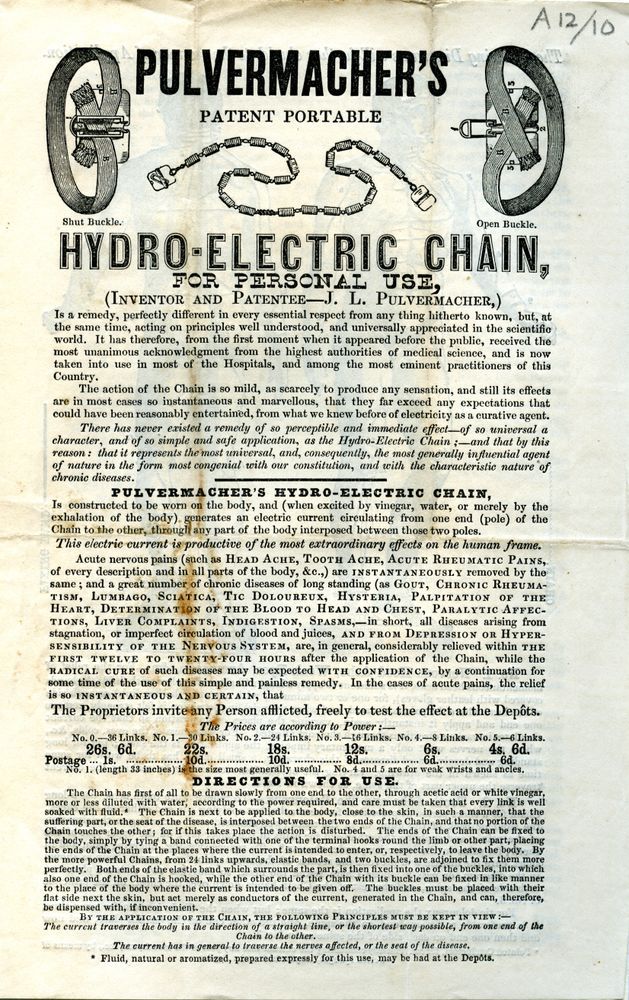 A 12/10
PULVERMACHER'S
PATENT PORTABLE
Shut Buckle.
Open Buckle.
HYDRO-ELECTRIC CHAIN,
FOR PERSONAL USE,
(INVENTOR AND PATENTEE—J. L. PULVERMACHER,)
Is a remedy, perfectly different in every essential respect from any thing hitherto known, but, at
the same time, acting on principles well understood, and universally appreciated in the scientific
world. It has therefore, from the first moment when it appeared before the public, received the
most unanimous acknowledgment from the highest authorities of medical science, and is now
taken into use in most of the Hospitals, and among the most eminent practitioners of this
Country.
The action of the Chain is so mild, as scarcely to produce any sensation, and still its effects
are in most cases so instantaneous and marvellous, that they far exceed any expectations that
could have been reasonably entertained, from what we knew before of electricity as a curative agent.
There has never existed a remedy of so perceptible and immediate effect—of so universal a
character, and of so simple and safe application, as the Hydro-Electric Chain;—and that by this
reason: that it represents the most universal, and, consequently, the most generally influential agent
of nature in the form most congenial with our constitution, and with the characteristic nature of
chronic diseases.
PULVERMACHER'S HYDRO-ELECTRIC CHAIN,
Is constructed to be worn on the body, and (when excited by vinegar, water, or merely by the
exhalation of the body) generates an electric current circulating from one end (pole) of the
Chain to the other, through any part of the body interposed between those two poles.
This electric current is productive of the most extraordinary effects on the human frame.
Acute nervous pains (such as HEAD ACHE, TOOTH ACHE, ACUTE RHEUMATIC PAINS,
of every description and in all parts of the body, &c.,) are INSTANTANEOUSLY removed by the
same; and a great number of chronic diseases of long standing (as GOUT, CHRONIC RHEUMA-
TISM, LUMBAGO, SCIATICA, TIC DOLOUREUX, HYSTERIA, PALPITATION OF THE
HEART, DETERMINATION OF THE BLOOD TO HEAD AND CHEST, PARALYTIC AFFEC-
TIONS, LIVER COMPLAINTS, INDIGESTION, SPASMS,—in short, all diseases arising from
stagnation, or imperfect circulation of blood and juices, AND FROM DEPRESSION OR HYPER-
SENSIBILITY OF THE NERVOUS SYSTEM, are, in general, considerably relieved within THE
FIRST TWELVE TO TWENTY-FOUR HOURS after the application of the Chain, while the
RADICAL CURE of such diseases may be expected WITH CONFIDENCE, by a continuation for
some time of the use of this simple and painless remedy. In the cases of acute pains, the relief
is so INSTANTANEOUS AND CERTAIN, that
The Proprietors invite any Person afflicted, freely to test the effect at the Depôts.
The Prices are according to Power:—
No. 0.—36 Links. No. 1.—30 Links. No. 2.—24 Links. No. 3.—16 Links. No. 4.—8 Links. No. 5.—6 Links.
26s. 6d. 22s. 18s. 12s. 6s. 4s. 6d.
Postage ... 1s. .................. 10d. .................. 10d. .................. 8d. .................. 6d. .................. 6d.
No. 1. (length 33 inches) is the size most generally useful. No. 4 and 5 are for weak wrists and ancles.
DIRECTIONS FOR USE.
The Chain has first of all to be drawn slowly from one end to the other, through acetic acid or white vinegar,
more or less diluted with water, according to the power required, and care must be taken that every link is well
soaked with fluid.* The Chain is next to be applied to the body, close to the skin, in such a manner, that the
suffering part, or the seat of the disease, is interposed between the two ends of the Chain, and that no portion of the
Chain touches the other; for if this takes place the action is disturbed. The ends of the Chain can be fixed to
the body, simply by tying a band connected with one of the terminal hooks round the limb or other part, placing
the ends of the Chain at the places where the current is intended to enter, or, respectively, to leave the body. By
the more powerful Chains, from 24 links upwards, elastic bands, and two buckles, are adjoined to fix them more
perfectly. Both ends of the elastic band which surrounds the part, is then fixed into one of the buckles, into which
also one end of the Chain is hooked, while the other end of the Chain with its buckle can be fixed in like manner
to the place of the body where the current is intended to be given off. The buckles must be placed with their
flat side next the skin, but act merely as conductors of the current, generated in the Chain, and can, therefore,
be dispensed with, if inconvenient.
BY THE APPLICATION OF THE CHAIN, THE FOLLOWING PRINCIPLES MUST BE KEPT IN VIEW:—
The current traverses the body in the direction of a straight line, or the shortest way possible, from one end of the
Chain to the other.
The current has in general to traverse the nerves affected, or the seat of the disease.
* Fluid, natural or aromatized, prepared expressly for this use, may be had at the Depôts.